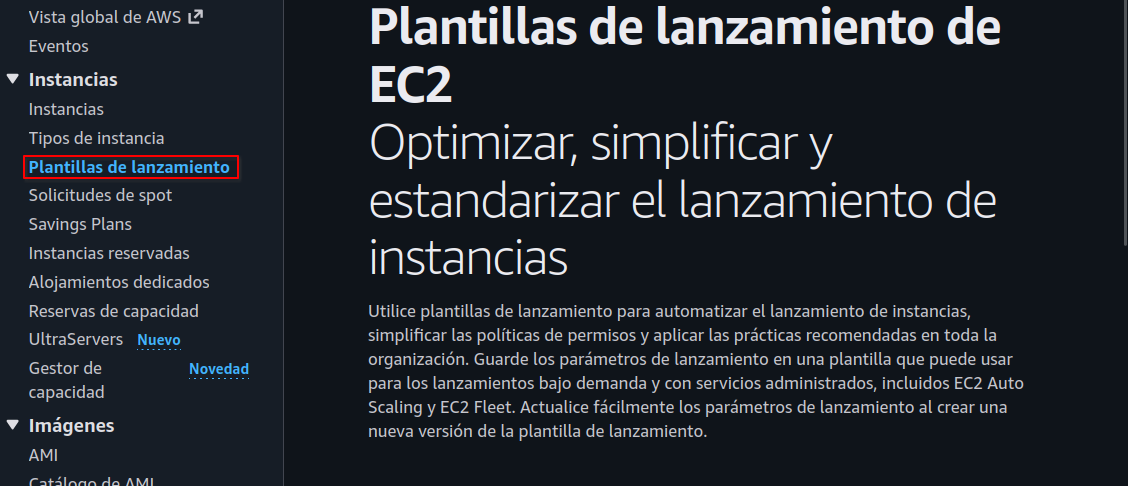 Vista global de AWS
Eventos
Instancias
Instancias
Tipos de instancia
Plantillas de lanzamiento
Solicitudes de spot
Savings Plans
Instancias reservadas
Alojamientos dedicados
Reservas de capacidad
UltraServers Nuevo
Gestor de Novedad
capacidad
Imágenes
AMI
Catálogo de AMI
Plantillas de lanzamiento de
EC2
Optimizar, simplificar y
estandarizar el lanzamiento de
instancias
Utilice plantillas de lanzamiento para automatizar el lanzamiento de instancias,
simplificar las políticas de permisos y aplicar las prácticas recomendadas en toda la
organización. Guarde los parámetros de lanzamiento en una plantilla que puede usar
para los lanzamientos bajo demanda y con servicios administrados, incluidos EC2 Auto
Scaling y EC2 Fleet. Actualice fácilmente los parámetros de lanzamiento al crear una
nueva versión de la plantilla de lanzamiento.